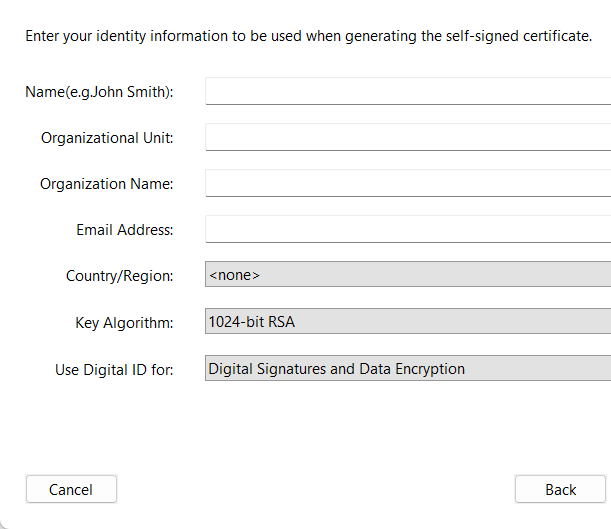 Enter your identity information to be used when generating the self-signed certificate.
Name(e.g.John Smith):
Organizational Unit:
Organization Name:
Email Address:
Country/Region: <none>
Key Algorithm: 1024-bit RSA
Use Digital ID for: Digital Signatures and Data Encryption
Cancel Back